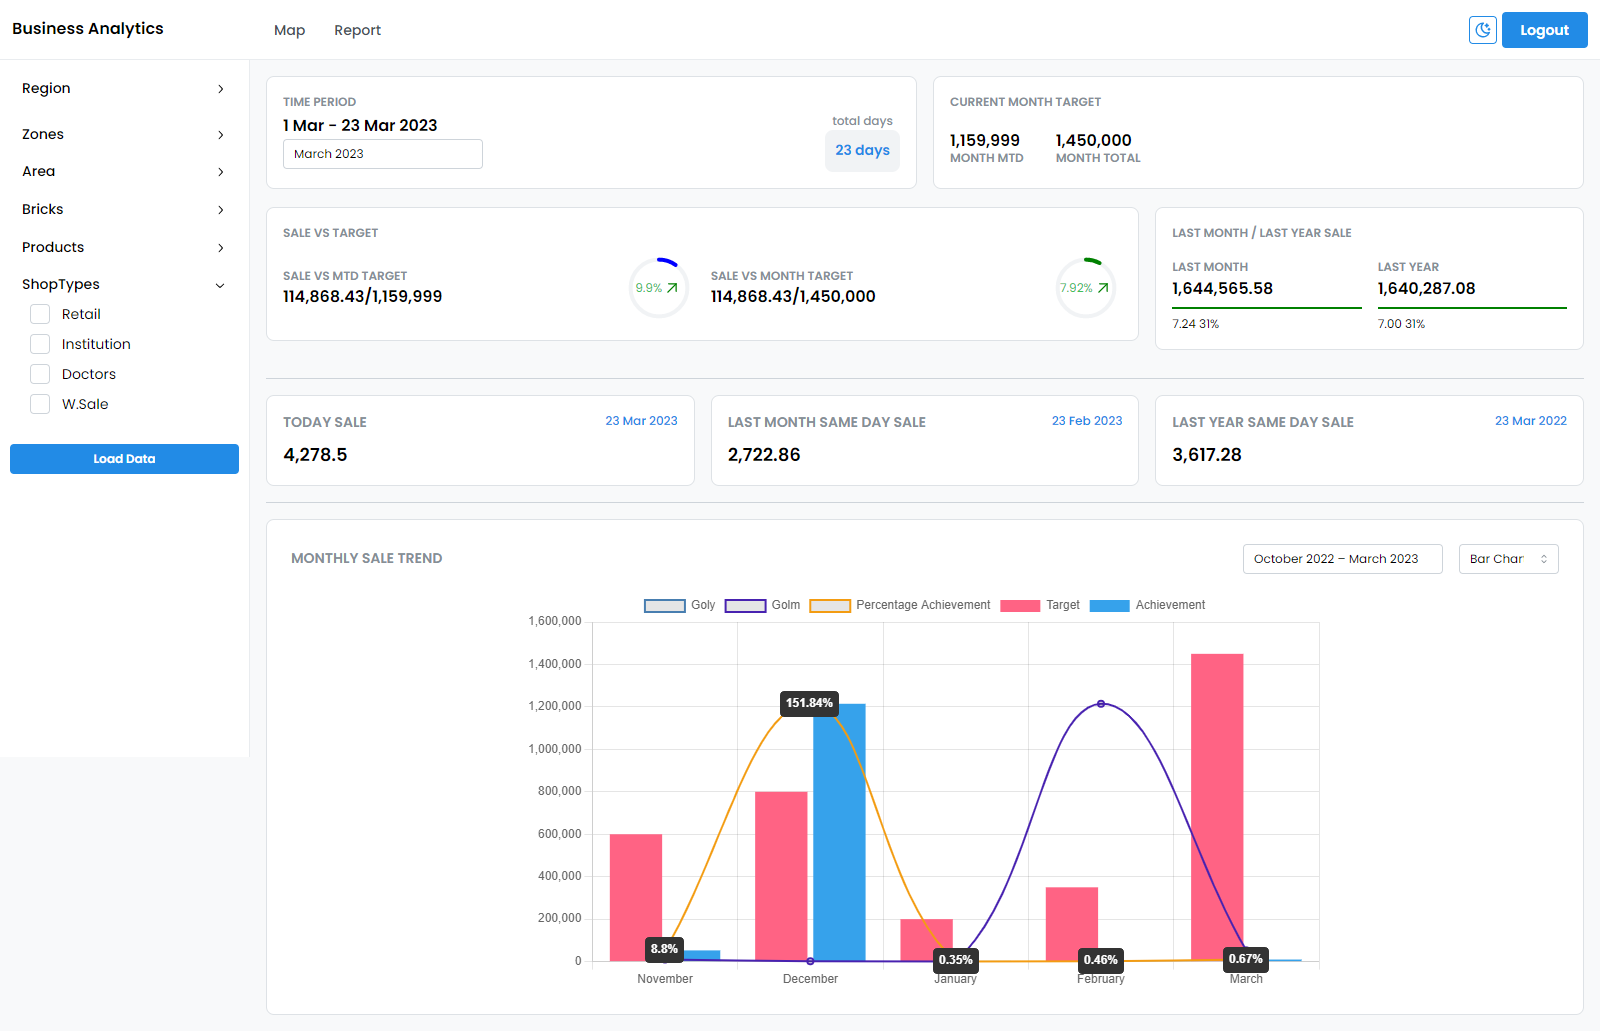 Business Analytics
Map
Report
Logout
Region
Zones
Area
Bricks
Products
ShopTypes
Retail
Institution
Doctors
W.Sale
Load Data
TIME PERIOD
1 Mar - 23 Mar 2023
March 2023
total days
23 days
CURRENT MONTH TARGET
1,159,999
MONTH MTD
1,450,000
MONTH TOTAL
SALE VS TARGET
SALE VS MTD TARGET
114,868.43/1,159,999
9.9%
SALE VS MONTH TARGET
114,868.43/1,450,000
7.92%
LAST MONTH / LAST YEAR SALE
LAST MONTH
1,644,565.58
7.24 31%
LAST YEAR
1,640,287.08
7.00 31%
TODAY SALE
23 Mar 2023
4,278.5
LAST MONTH SAME DAY SALE
23 Feb 2023
2,722.86
LAST YEAR SAME DAY SALE
23 Mar 2022
3,617.28
MONTHLY SALE TREND
October 2022 – March 2023
Bar Char
Goly
Golm
Percentage Achievement
Target
Achievement
1,600,000
1,400,000
1,200,000
1,000,000
800,000
600,000
400,000
200,000
0
8.8%
151.84%
0.35%
0.46%
0.67%
November
December
January
February
March